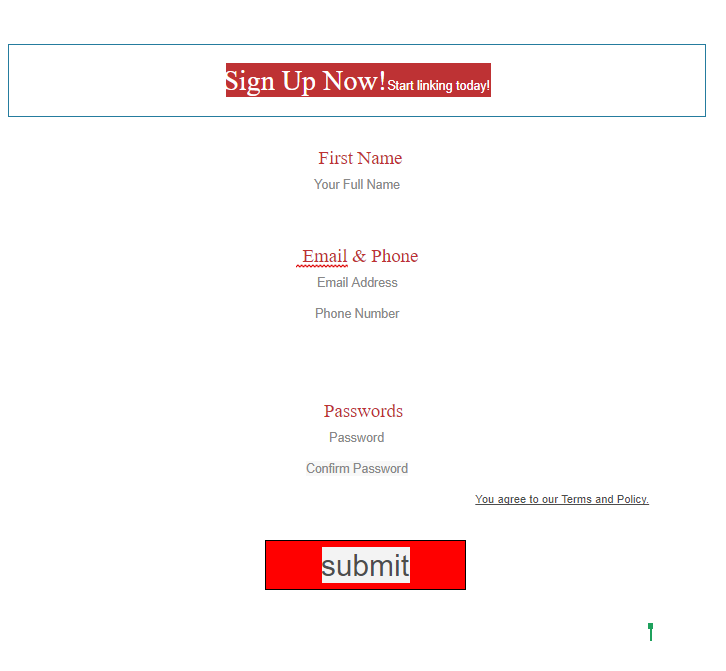 Sign Up Now!Start linking today!
First Name
Your Full Name
Email & Phone
Email Address
Phone Number
Passwords
Password
Confirm Password
You agree to our Terms and Policy.
submit